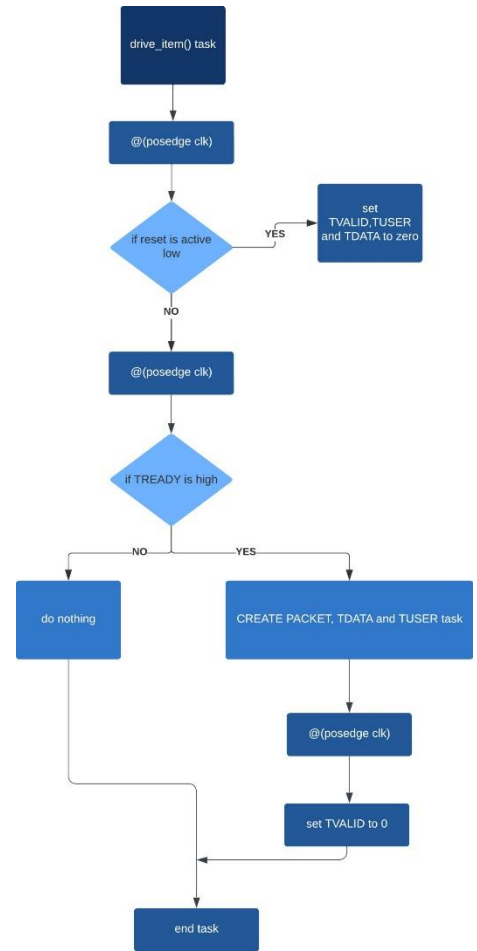 drive_item() task
@(posedge clk)
if reset is active
low
YES
set
TVALID,TUSER
and TDATA to zero
NO
@(posedge clk)
if TREADY is high
NO
YES
do nothing
CREATE PACKET, TDATA and TUSER task
@(posedge clk)
set TVALID to 0
end task